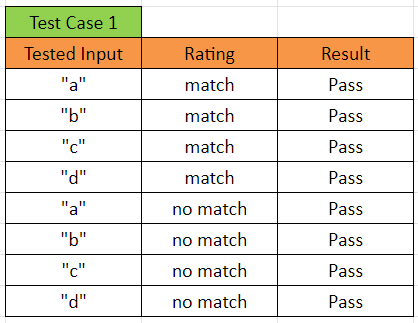 Test Case 1
Tested Input Rating Result
"a" match Pass
"b" match Pass
"c" match Pass
"d" match Pass
"a" no match Pass
"b" no match Pass
"c" no match Pass
"d" no match Pass